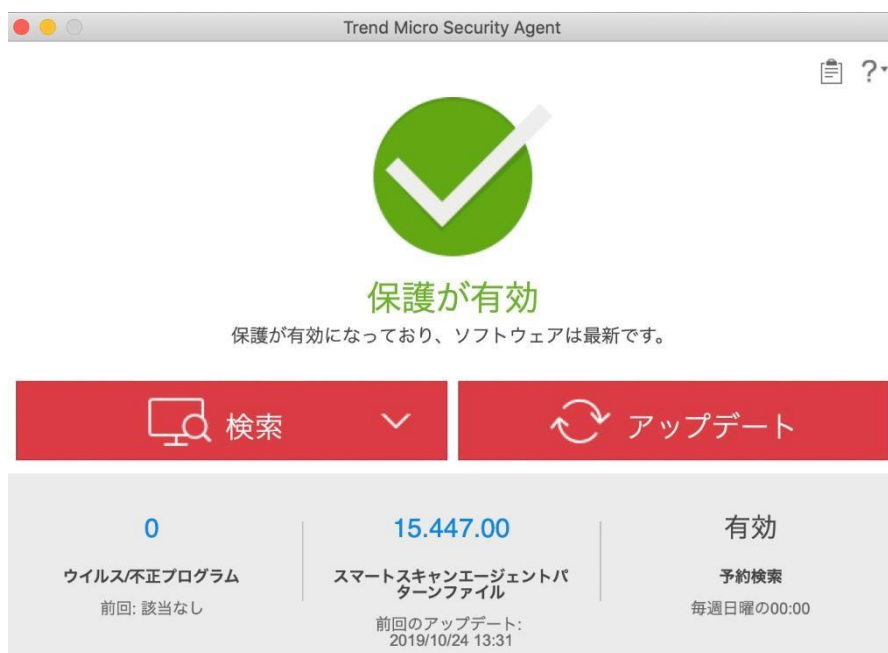 Trend Micro Security Agent
?
保護が有効
保護が有効になっており、ソフトウェアは最新です。
検索
アップデート
0
ウイルス/不正プログラム
前回: 該当なし
15.447.00
スマートスキャンエージェントパ
ターンファイル
前回のアップデート:
2019/10/24 13:31
有効
予約検索
毎週日曜の00:00